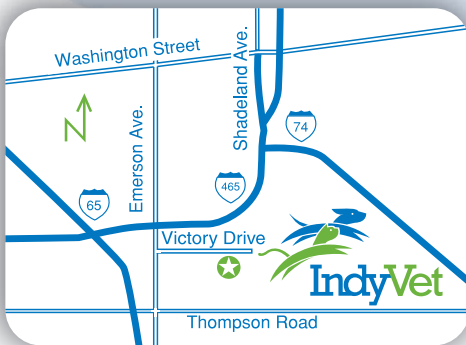 Washington Street
Shadeland Ave.
Emerson Ave.
N
74
465
65
Victory Drive
IndyVet
Thompson Road